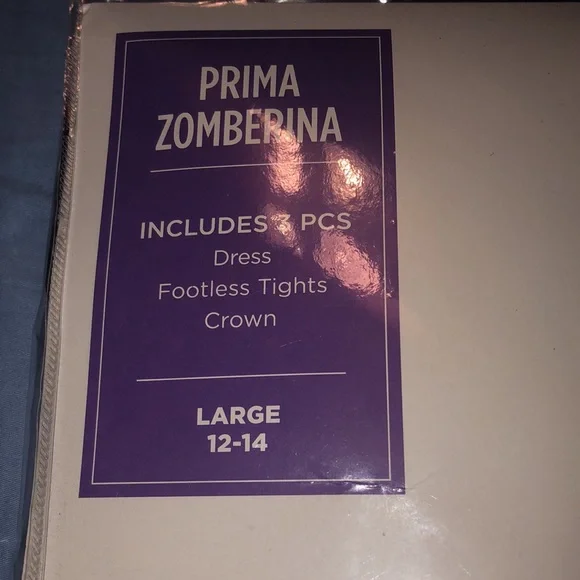 PRIMA
ZOMBERINA
INCLUDES 3 PCS
Dress
Footless Tights
Crown
LARGE
12-14